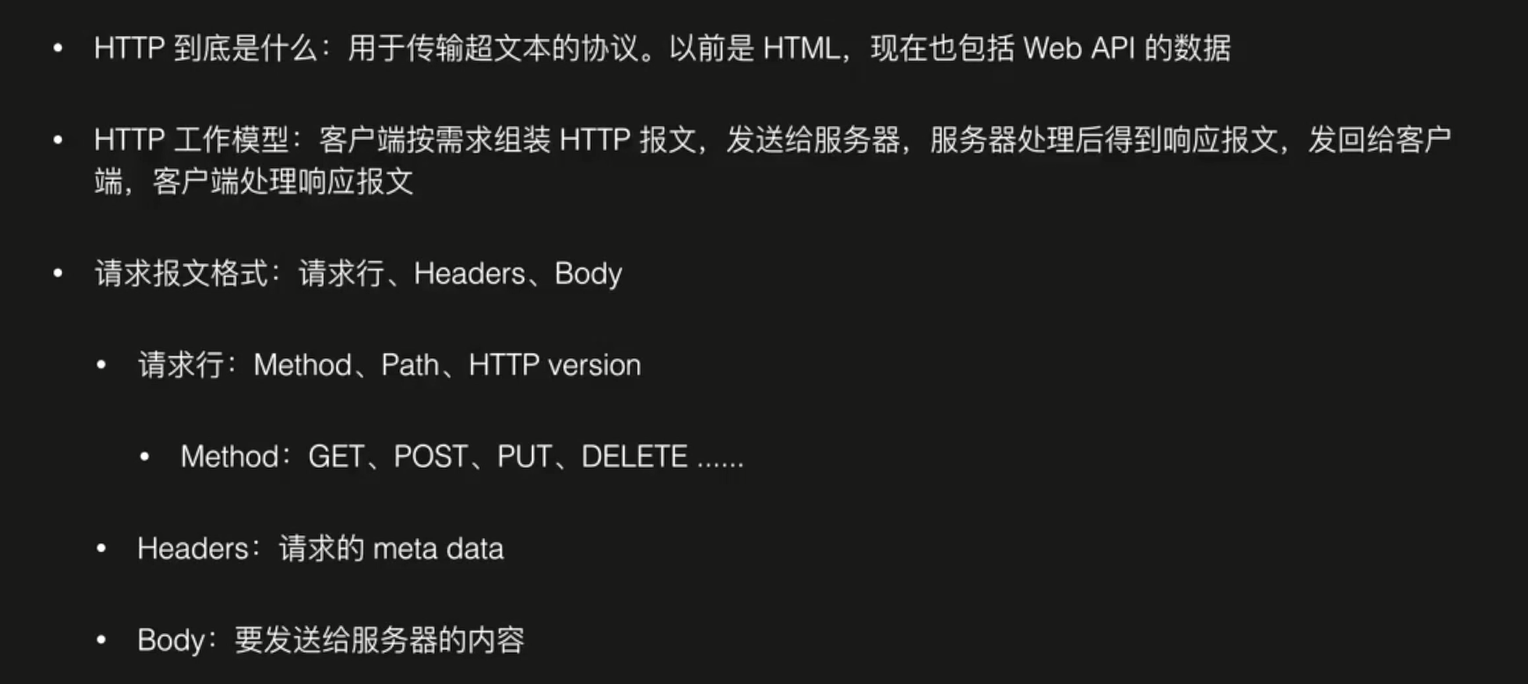 • HTTP 到底是什么：用于传输超文本的协议。以前是 HTML，现在也包括 Web API 的数据
• HTTP 工作模型：客户端按需求组装 HTTP 报文，发送给服务器，服务器处理后得到响应报文，发回给客户
端，客户端处理响应报文
• 请求报文格式：请求行、Headers、Body
• 请求行：Method、Path、HTTP version
• Method：GET、POST、PUT、DELETE ......
• Headers：请求的 meta data
• Body：要发送给服务器的内容